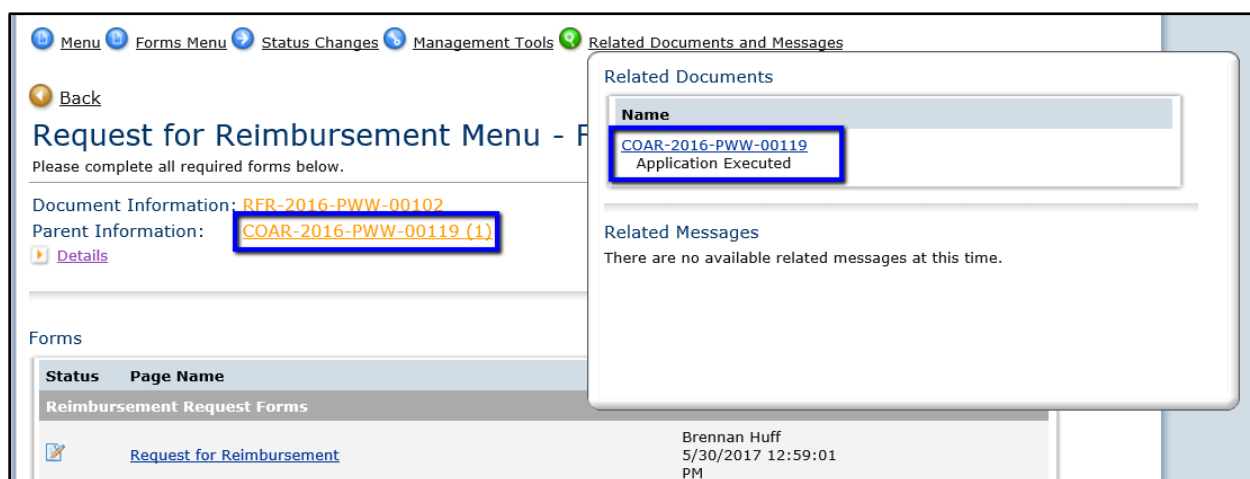 Menu Forms Menu Status Changes Management Tools Related Documents and Messages
Back
Request for Reimbursement Menu -
Please complete all required forms below.
Document Information: RFR-2016-PWW-00102
Parent Information: COAR-2016-PWW-00119 (1)
Details
Related Documents
Name
COAR-2016-PWW-00119
Application Executed
Related Messages
There are no available related messages at this time.
Forms
Status Page Name
Reimbursement Request Forms
Request for Reimbursement
Brennan Huff
5/30/2017 12:59:01
PM